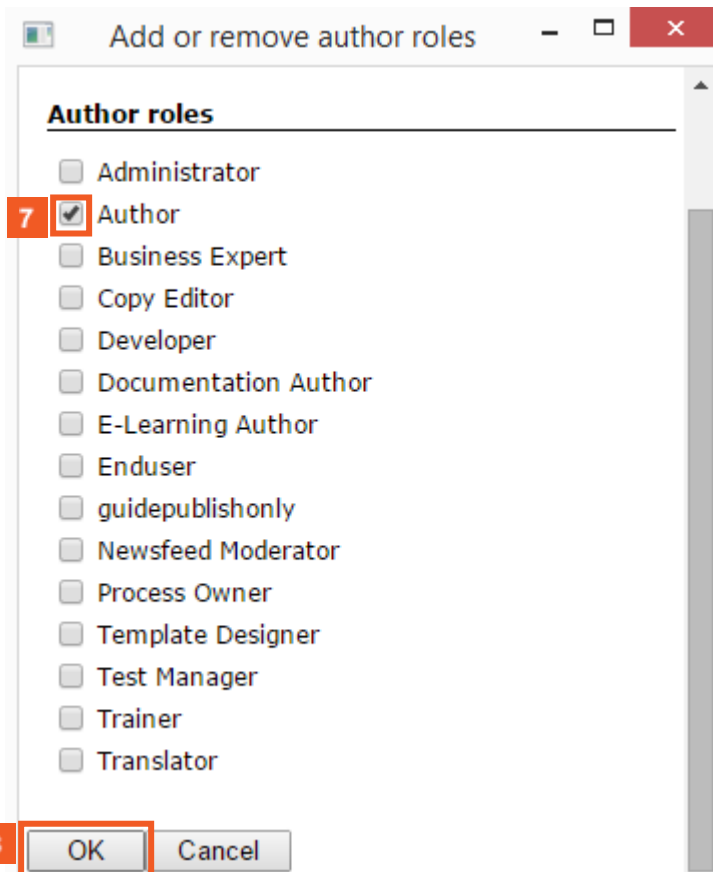 Add or remove author roles
Author roles
Administrator
7 Author
Business Expert
Copy Editor
Developer
Documentation Author
E-Learning Author
Enduser
guidepublishonly
Newsfeed Moderator
Process Owner
Template Designer
Test Manager
Trainer
Translator
OK Cancel